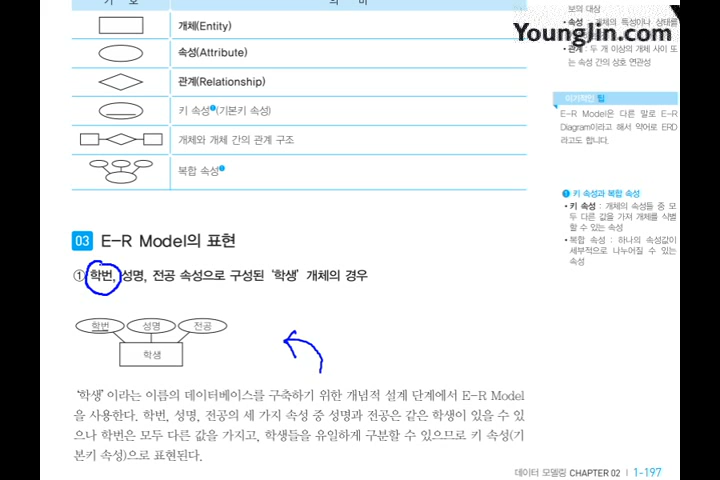 기 호 의 미
개체(Entity)
속성(Attribute)
관계(Relationship)
키 속성❶(기본키 속성)
개체와 개체 간의 관계 구조
복합 속성❶
03 E-R Model의 표현
① 학번, 성명, 전공 속성으로 구성된 '학생' 개체의 경우
학번 성명 전공
학생
'학생'이라는 이름의 데이터베이스를 구축하기 위한 개념적 설계 단계에서 E-R Model
을 사용한다. 학번, 성명, 전공의 세 가지 속성 중 성명과 전공은 같은 학생이 있을 수 있
으나 학번은 모두 다른 값을 가지고, 학생들을 유일하게 구분할 수 있으므로 키 속성(기
본키 속성)으로 표현된다.
보의 대상
• 속성 : 개체의 특성이나 상태를
Youngjin.com
• 관계 : 두 개 이상의 개체 사이 또
는 속성 간의 상호 연관성
E-R Model은 다른 말로 E-R
Diagram이라고 해서 약어로 ERD
라고도 합니다.
❶ 키 속성과 복합 속성
• 키 속성 : 개체의 속성들 중 모
두 다른 값을 가져 개체를 식별
할 수 있는 속성
• 복합 속성 : 하나의 속성값이
세부적으로 나누어질 수 있는
속성
데이터 모델링 CHAPTER 02 | 1-197